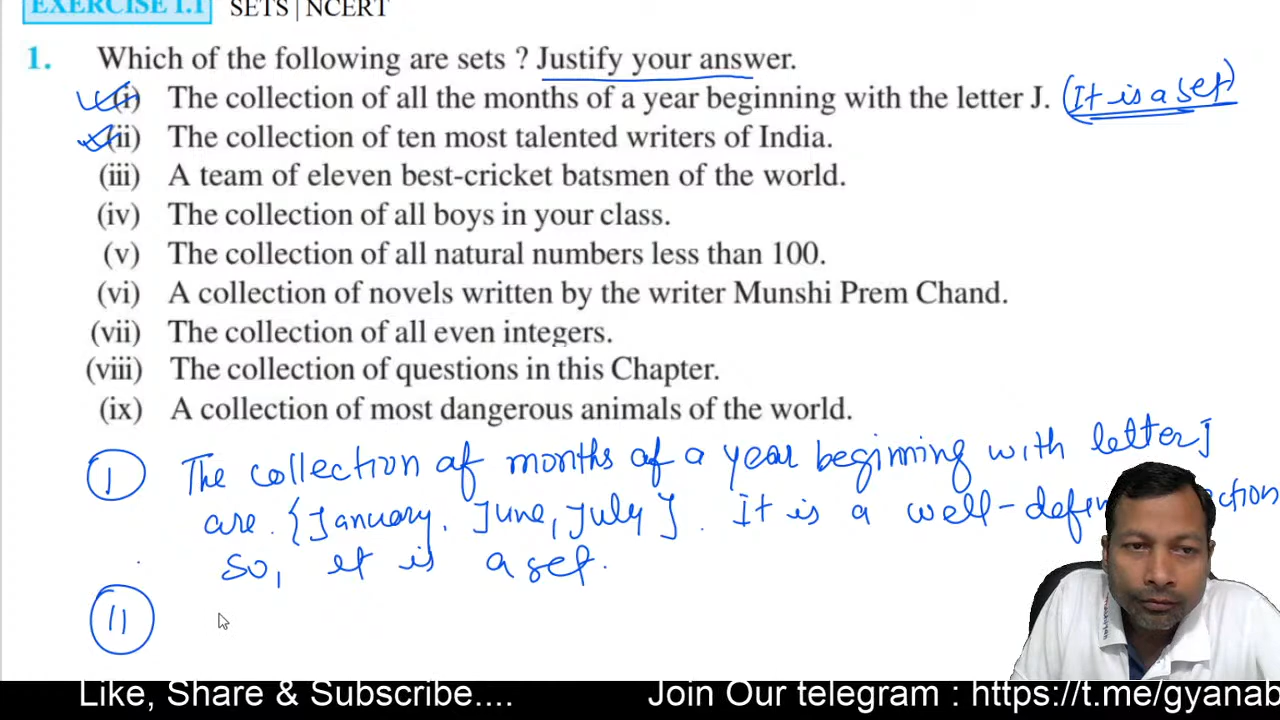 EXERCISE 1.1 SETS | NCERT
1. Which of the following are sets ? Justify your answer.
(i) The collection of all the months of a year beginning with the letter J. (It is a set)
(ii) The collection of ten most talented writers of India.
(iii) A team of eleven best-cricket batsmen of the world.
(iv) The collection of all boys in your class.
(v) The collection of all natural numbers less than 100.
(vi) A collection of novels written by the writer Munshi Prem Chand.
(vii) The collection of all even integers.
(viii) The collection of questions in this Chapter.
(ix) A collection of most dangerous animals of the world.
I The collection of months of a year beginning with letter J
are {January, June, July}. It is a well-
so, it is a set.
II
Like, Share & Subscribe.... Join Our telegram : https://t.me/gyanab